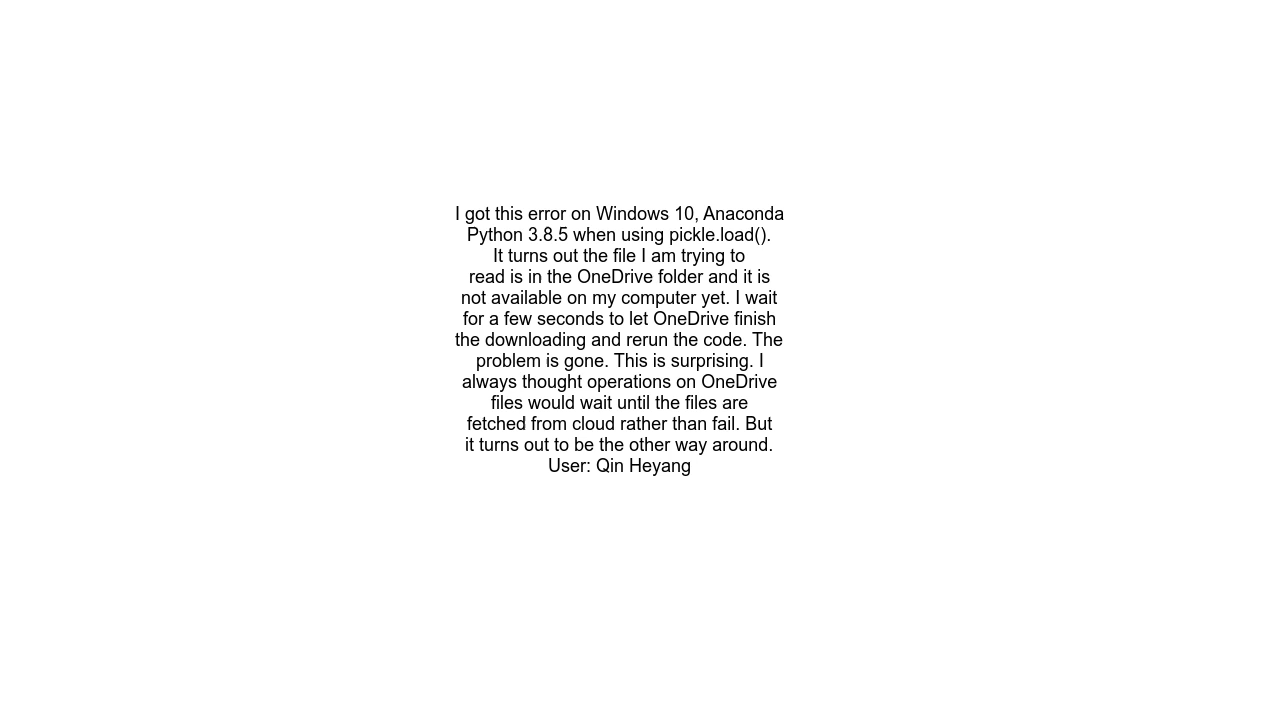 I got this error on Windows 10, Anaconda
Python 3.8.5 when using pickle.load().
It turns out the file I am trying to
read is in the OneDrive folder and it is
not available on my computer yet. I wait
for a few seconds to let OneDrive finish
the downloading and rerun the code. The
problem is gone. This is surprising. I
always thought operations on OneDrive
files would wait until the files are
fetched from cloud rather than fail. But
it turns out to be the other way around.
User: Qin Heyang